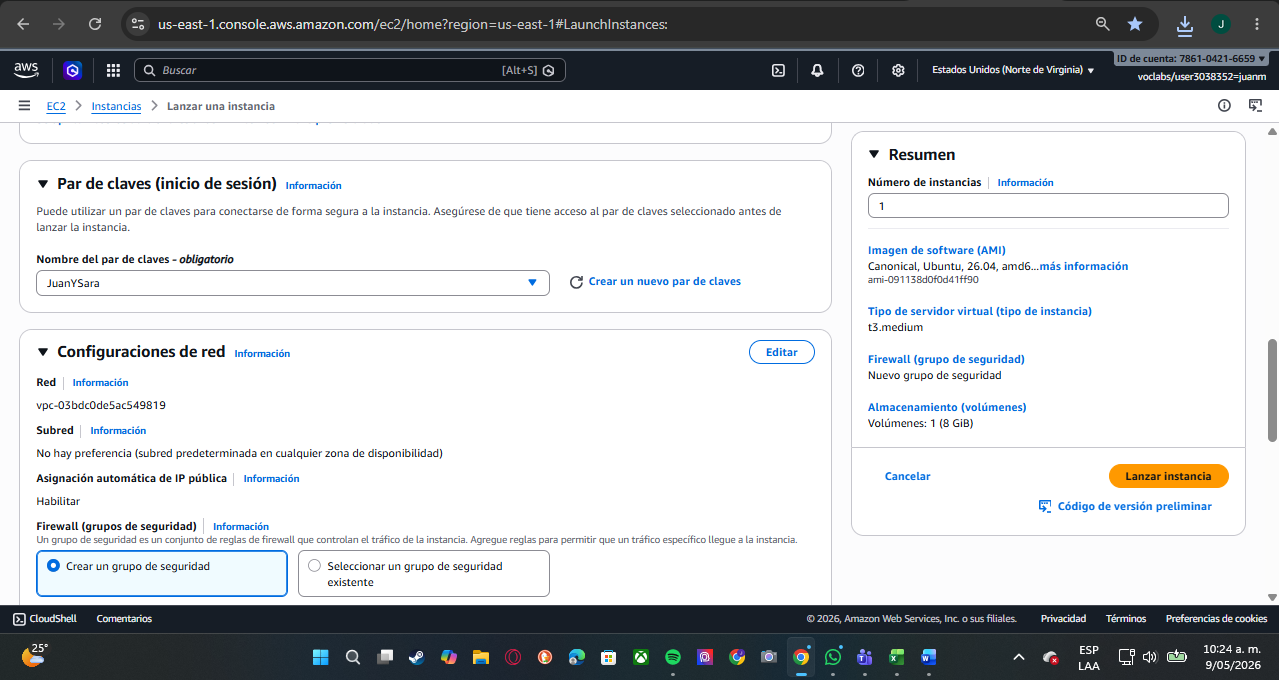 us-east-1.console.aws.amazon.com/ec2/home?region=us-east-1#LaunchInstances:
J
aws
Buscar
[Alt+S]
Estados Unidos (Norte de Virginia) ▼
ID de cuenta: 7861-0421-6659 ▼
voclabs/user3038352=juanm
EC2 > Instancias > Lanzar una instancia
▼ Par de claves (inicio de sesión) Información
Puede utilizar un par de claves para conectarse de forma segura a la instancia. Asegúrese de que tiene acceso al par de claves seleccionado antes de
lanzar la instancia.
Nombre del par de claves - obligatorio
JuanYSara
Crear un nuevo par de claves
▼ Configuraciones de red Información
Editar
Red Información
vpc-03bdc0de5ac549819
Subred Información
No hay preferencia (subred predeterminada en cualquier zona de disponibilidad)
Asignación automática de IP pública Información
Habilitar
Firewall (grupos de seguridad) Información
Un grupo de seguridad es un conjunto de reglas de firewall que controlan el tráfico de la instancia. Agregue reglas para permitir que un tráfico específico llegue a la instancia.
Crear un grupo de seguridad
Seleccionar un grupo de seguridad
existente
▼ Resumen
Número de instancias Información
1
Imagen de software (AMI)
Canonical, Ubuntu, 26.04, amd6...más información
ami-091138d0f0d41ff90
Tipo de servidor virtual (tipo de instancia)
t3.medium
Firewall (grupo de seguridad)
Nuevo grupo de seguridad
Almacenamiento (volúmenes)
Volúmenes: 1 (8 GiB)
Cancelar
Lanzar instancia
Código de versión preliminar
CloudShell
Comentarios
© 2026, Amazon Web Services, Inc. o sus filiales.
Privacidad
Términos
Preferencias de cookies
25°
ESP
LAA
10:24 a. m.
9/05/2026